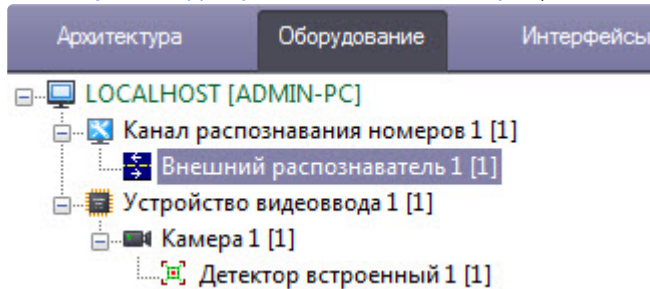 Архитектура Оборудование Интерфейсы
LOCALHOST [ADMIN-PC]
Канал распознавания номеров 1 [1]
Внешний распознаватель 1 [1]
Устройство видеоввода 1 [1]
Камера 1 [1]
Детектор встроенный 1 [1]